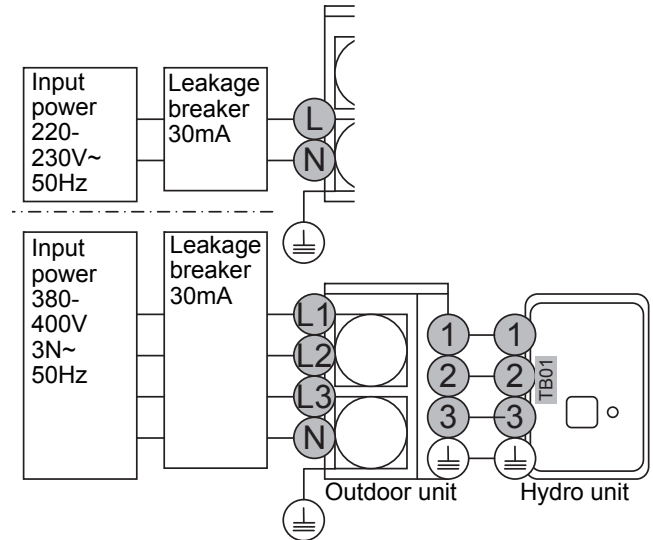 Input
power
220-
230V~
50Hz
Leakage
breaker
30mA
L
N
Input
power
380-
400V
3N~
50Hz
Leakage
breaker
30mA
L1
L2
L3
N
1
2
3
1
2
3
TB01
Outdoor unit
Hydro unit